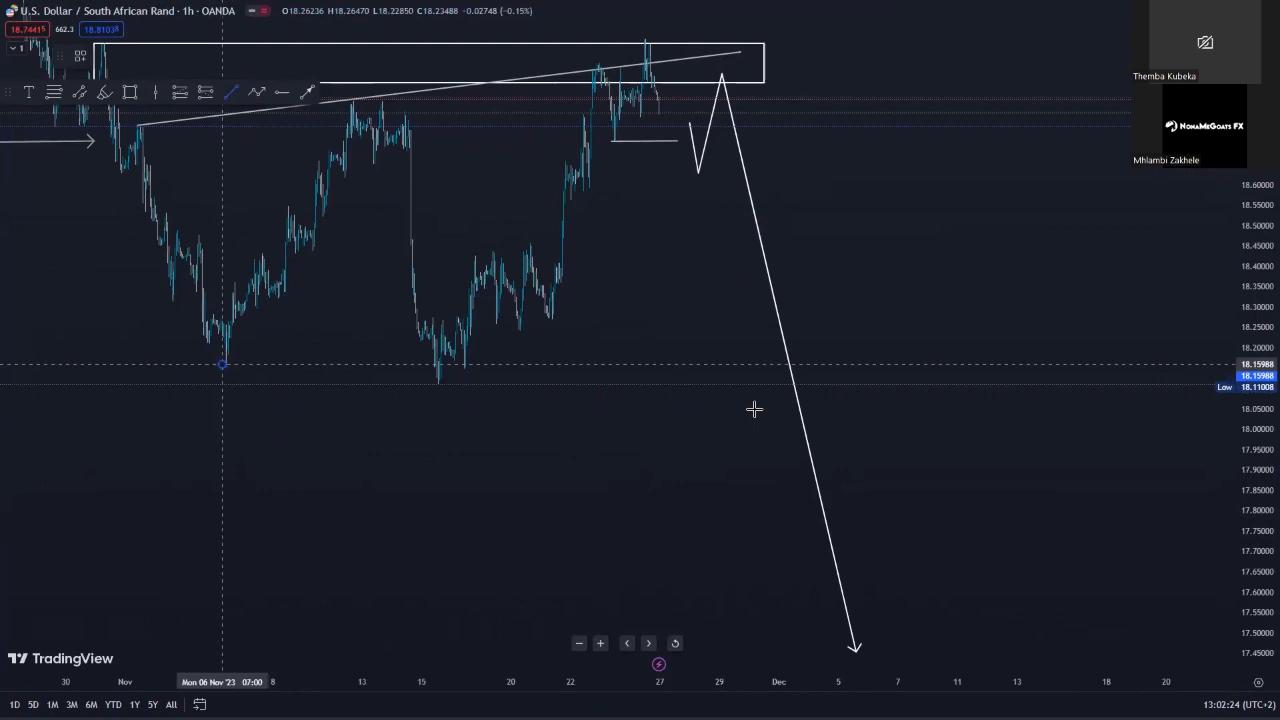 U.S. Dollar / South African Rand · 1h · OANDA O18.26236 H18.26470 L18.22850 C18.23488 −0.02748 (−0.15%)
18.74415 662.3 18.81038
1
Themba Kubeka
NONAMEGOATS FX
Mhlambi Zakhele
18.60000
18.55000
18.50000
18.45000
18.40000
18.35000
18.30000
18.25000
18.20000
18.15988
18.15988
Low 18.11008
18.05000
18.00000
17.95000
17.90000
17.85000
17.80000
17.75000
17.70000
17.65000
17.60000
17.55000
17.50000
17.45000
TradingView
30 Nov Mon 06 Nov '23 07:00 8 13 15 20 22 27 29 Dec 5 7 11 13 18 20
1D 5D 1M 3M 6M YTD 1Y 5Y All 13:02:24 (UTC+2)